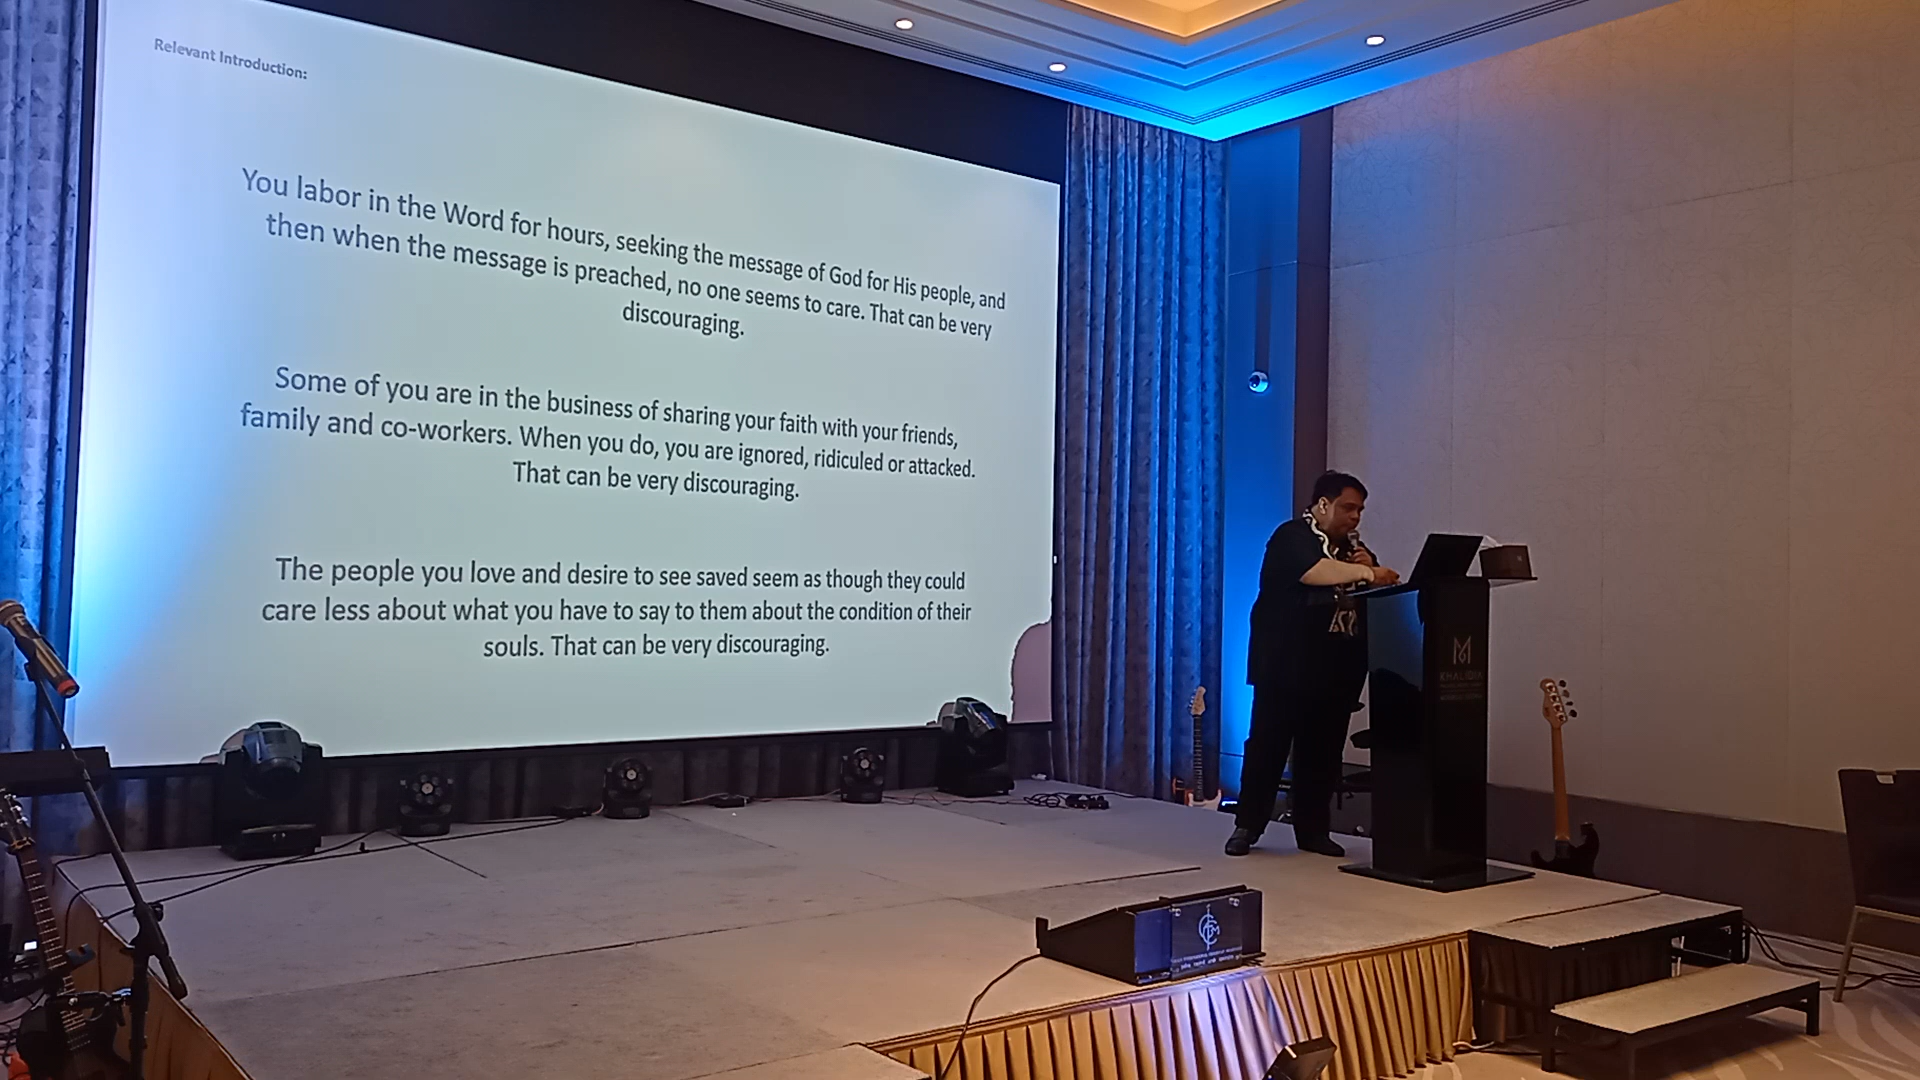 Relevant Introduction:
You labor in the Word for hours, seeking the message of God for His people, and
then when the message is preached, no one seems to care. That can be very
discouraging.
Some of you are in the business of sharing your faith with your friends,
family and co-workers. When you do, you are ignored, ridiculed or attacked.
That can be very discouraging.
The people you love and desire to see saved seem as though they could
care less about what you have to say to them about the condition of their
souls. That can be very discouraging.
KHALIDIA